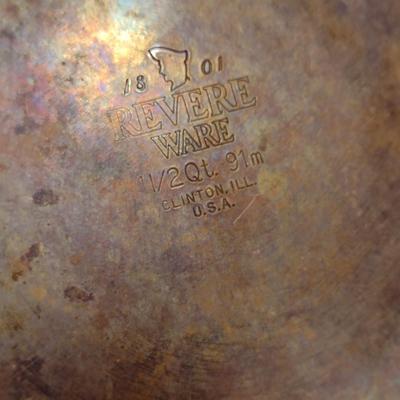 18 01
REVERE
WARE
1 1/2 Qt. 91m
CLINTON, ILL.
U.S.A.